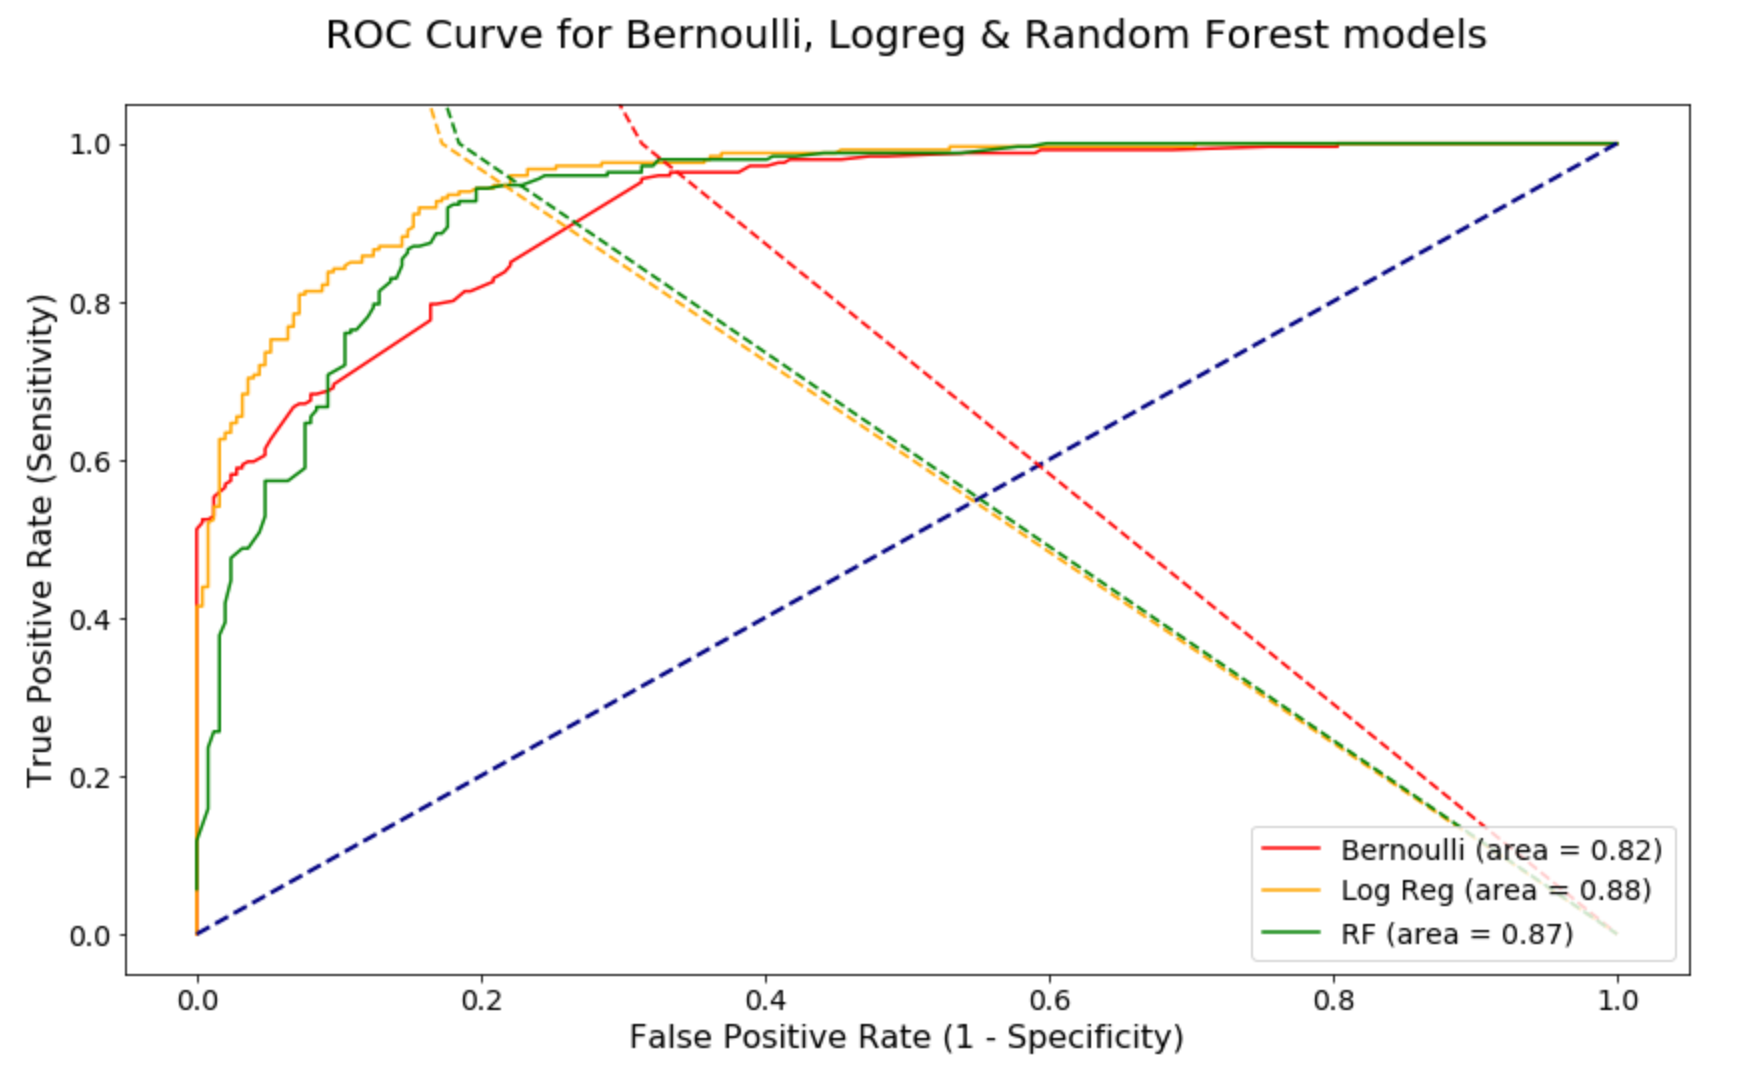 ROC Curve for Bernoulli, Logreg & Random Forest models
True Positive Rate (Sensitivity)
1.0
0.8
0.6
0.4
0.2
0.0
Bernoulli (area = 0.82)
Log Reg (area = 0.88)
RF (area = 0.87)
0.0 0.2 0.4 0.6 0.8 1.0
False Positive Rate (1 - Specificity)